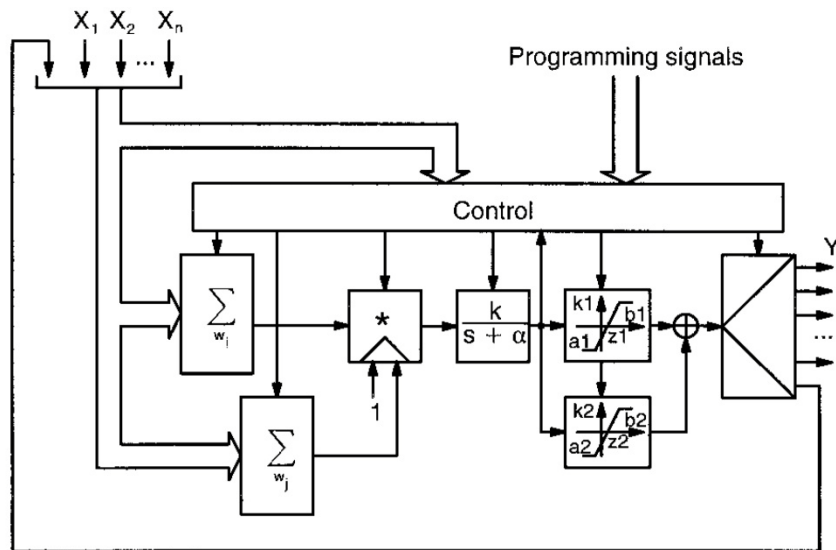 X1 X2 ... Xn
Programming signals
Control
Y
∑
wi
*
1
k
s + α
k1 b1
a1 z1
k2 b2
a2 z2
...
∑
wj